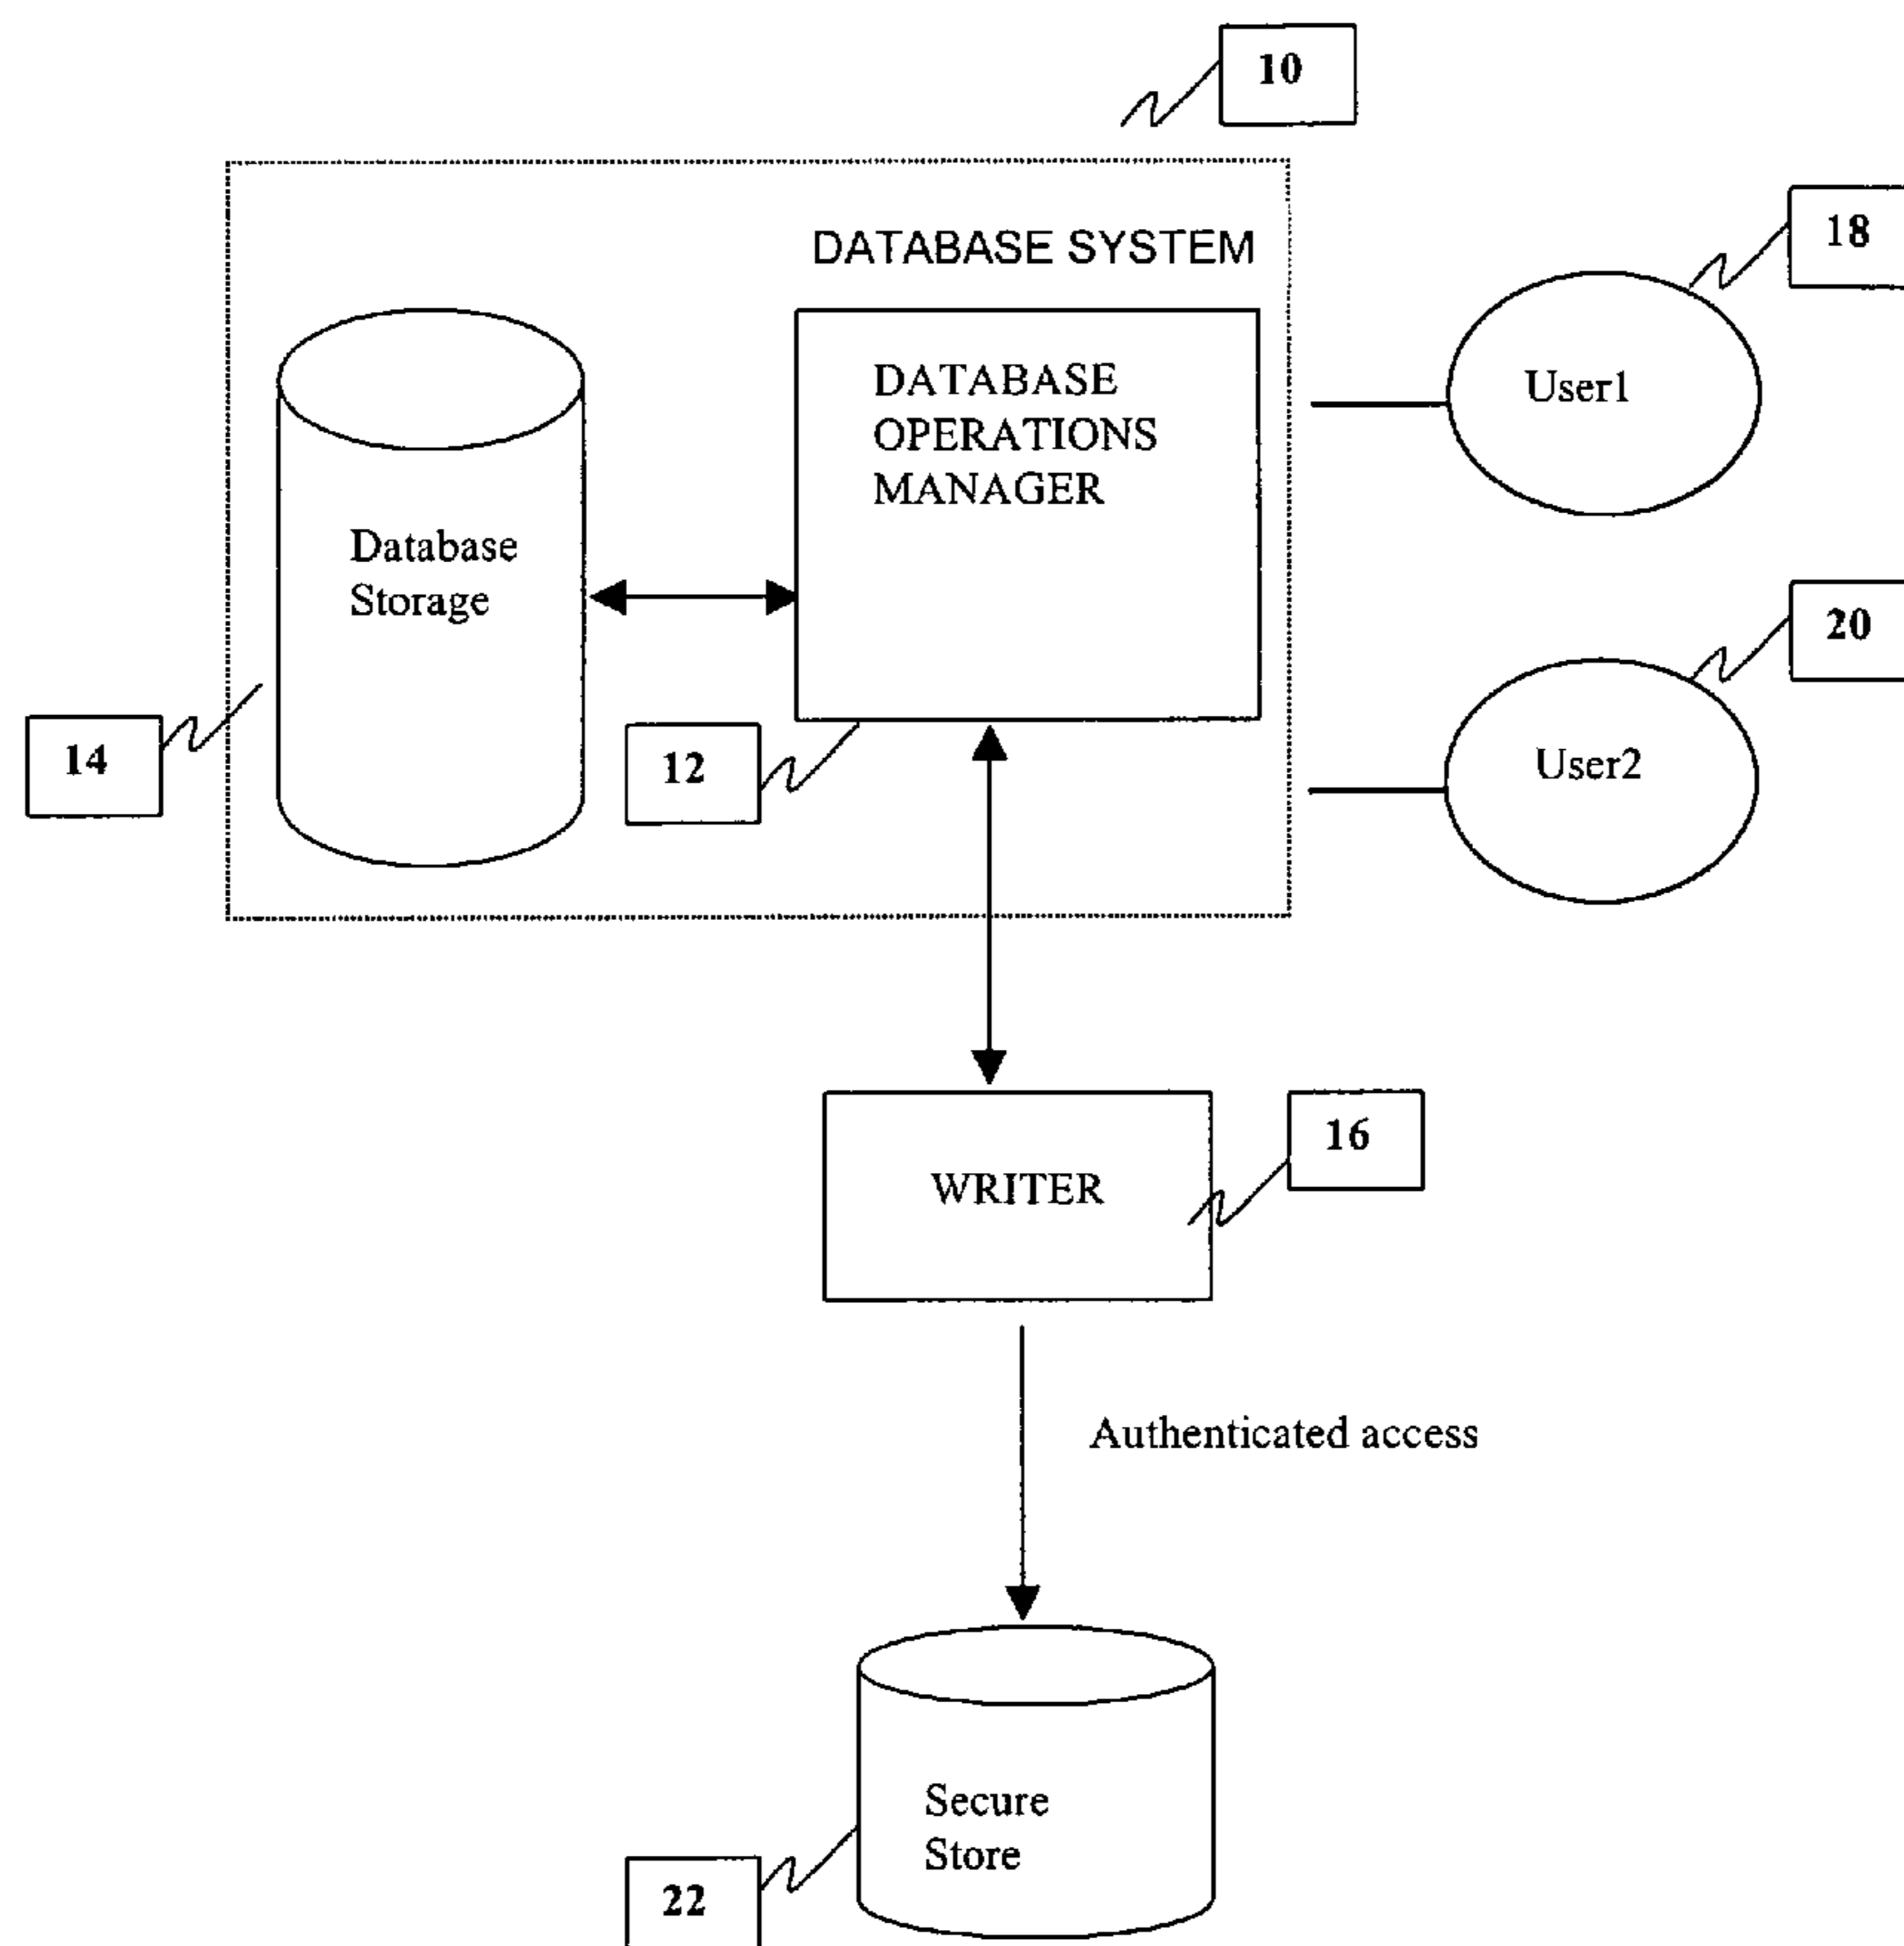 10
18
DATABASE SYSTEM
DATABASE
OPERATIONS
MANAGER
User1
Database
Storage
20
14
12
User2
16
WRITER
Authenticated access
Secure
Store
22